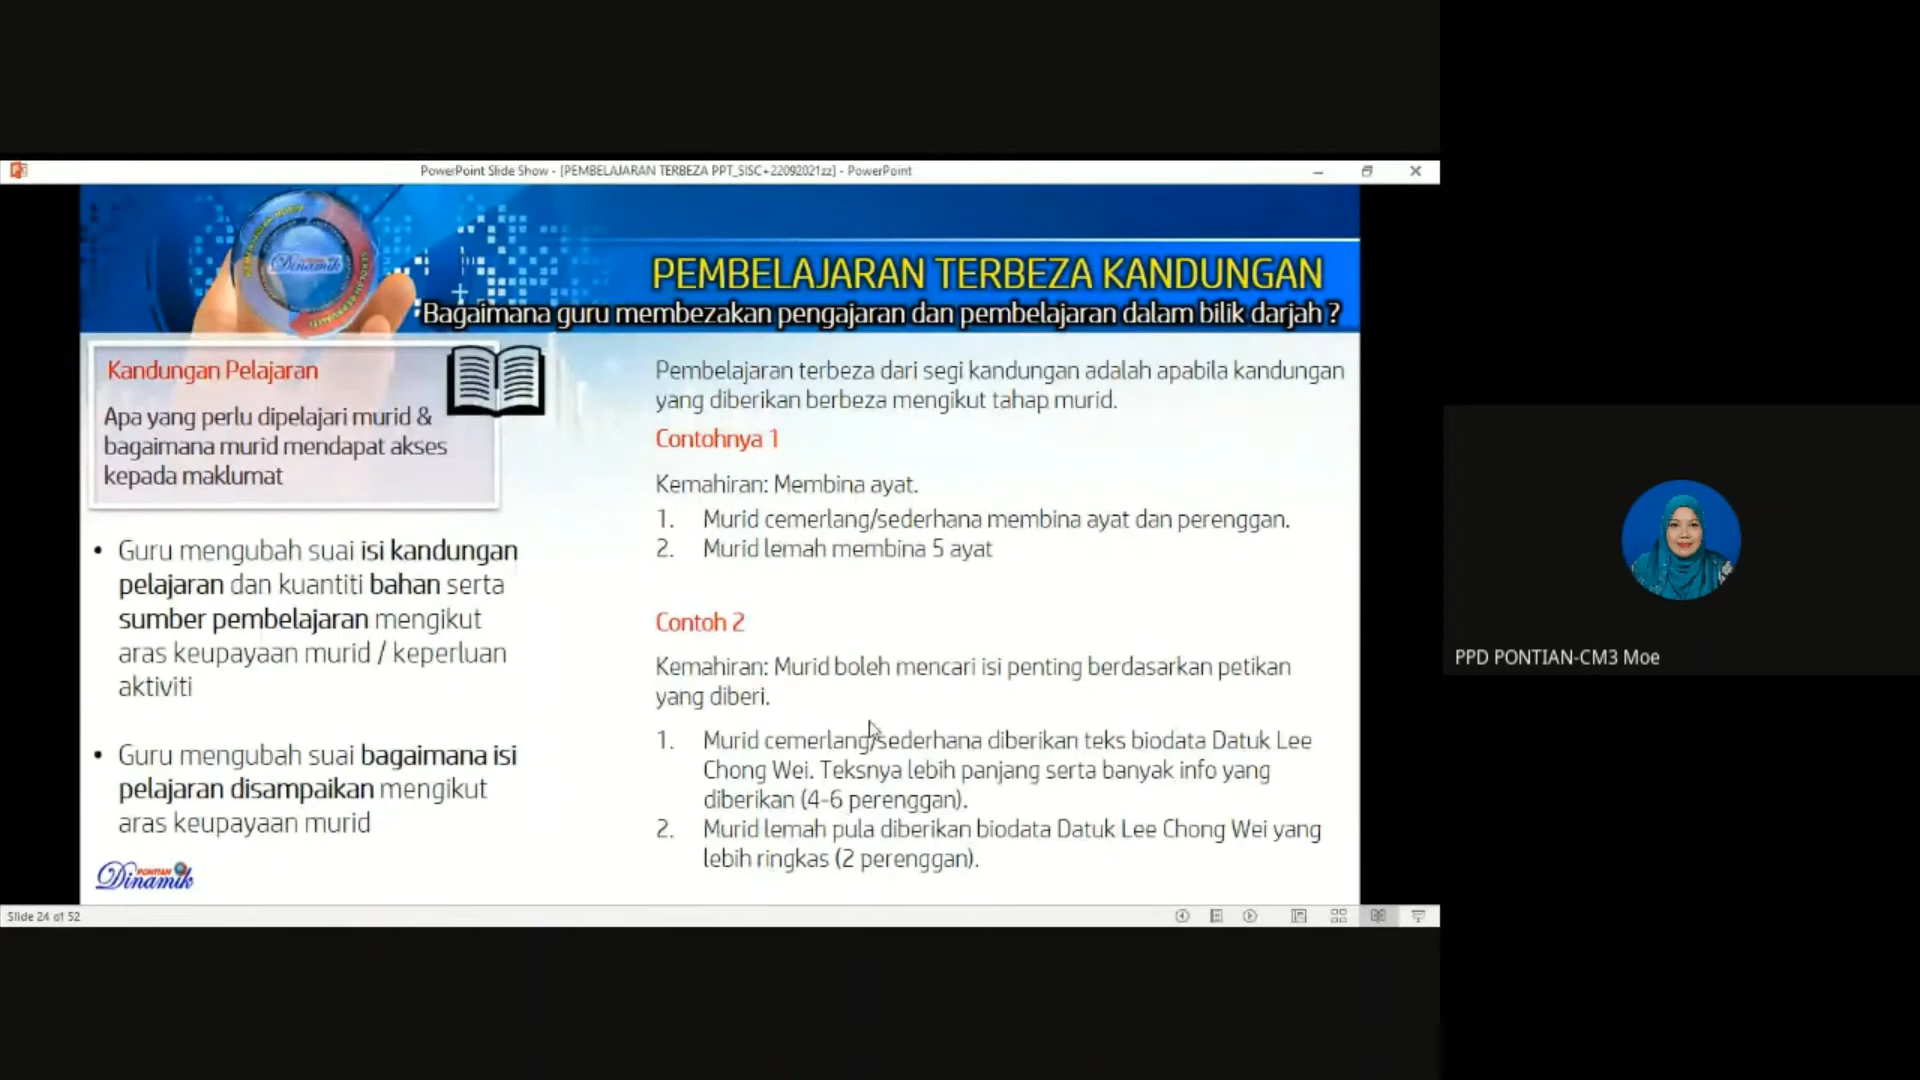 PowerPoint Slide Show - [PEMBELAJARAN TERBEZA PPT_SISC+22092021zz] - PowerPoint
Dinamik
PEMBELAJARAN TERBEZA KANDUNGAN
Bagaimana guru membezakan pengajaran dan pembelajaran dalam bilik darjah ?
Kandungan Pelajaran
Apa yang perlu dipelajari murid &
bagaimana murid mendapat akses
kepada maklumat
• Guru mengubah suai isi kandungan
pelajaran dan kuantiti bahan serta
sumber pembelajaran mengikut
aras keupayaan murid / keperluan
aktiviti
• Guru mengubah suai bagaimana isi
pelajaran disampaikan mengikut
aras keupayaan murid
PONTIAN
Dinamik
Pembelajaran terbeza dari segi kandungan adalah apabila kandungan
yang diberikan berbeza mengikut tahap murid.
Contohnya 1
Kemahiran: Membina ayat.
1. Murid cemerlang/sederhana membina ayat dan perenggan.
2. Murid lemah membina 5 ayat
Contoh 2
Kemahiran: Murid boleh mencari isi penting berdasarkan petikan
yang diberi.
1. Murid cemerlang/sederhana diberikan teks biodata Datuk Lee
Chong Wei. Teksnya lebih panjang serta banyak info yang
diberikan (4-6 perenggan).
2. Murid lemah pula diberikan biodata Datuk Lee Chong Wei yang
lebih ringkas (2 perenggan).
Slide 24 of 52
PPD PONTIAN-CM3 Moe